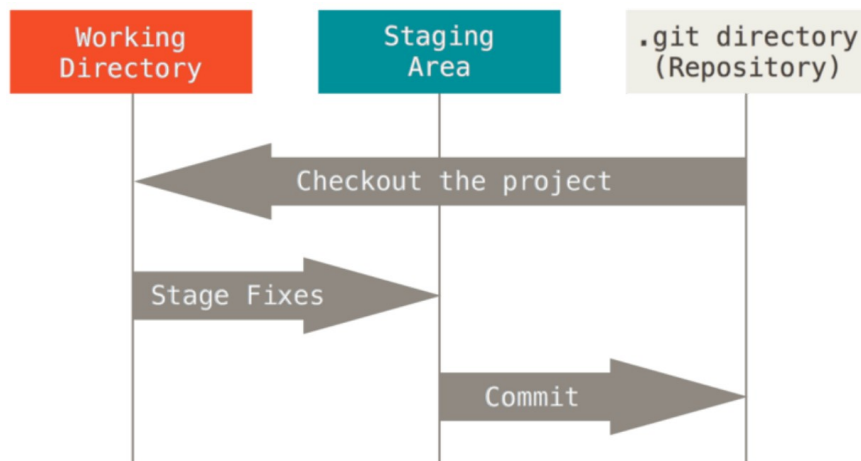 Working
Directory
Staging
Area
.git directory
(Repository)
Checkout the project
Stage Fixes
Commit